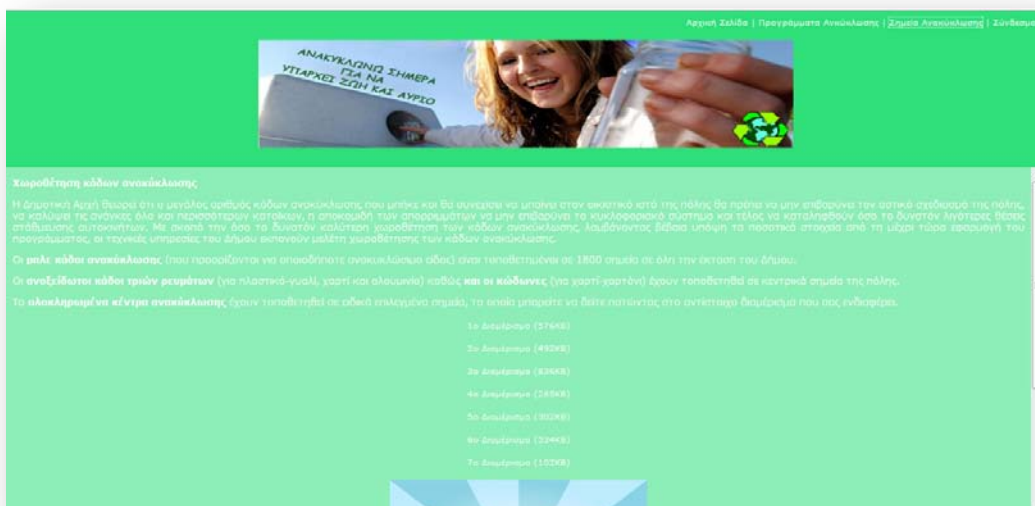 Αρχική Σελίδα | Προγράμματα Ανκύκλωσης | Σημεία Ανακύκλωσης | Σύνδεσμο
ΑΝΑΚΥΚΛΩΝΩ ΣΗΜΕΡΑ
ΓΙΑ ΝΑ
ΥΠΑΡΧΕΙ ΖΩΗ ΚΑΙ ΑΥΡΙΟ
Χωροθέτηση κάδων ανακύκλωσης
Η Δημοτική Αρχή θεωρεί ότι ο μεγάλος αριθμός κάδων ανακύκλωσης που μπήκε και θα συνεχίσει να μπαίνει στον οικιστικό ιστό της πόλης θα πρέπει να μην επιβαρύνει τον αστικό σχεδιασμό της πόλης,
να καλύψει τις ανάγκες όλο και περισσότερων κατοίκων, η αποκομιδή των απορριμμάτων να μην επιβαρύνει το κυκλοφοριακό σύστημα και τέλος να καταληφθούν όσο το δυνατόν λιγότερες θέσεις
στάθμευσης αυτοκινήτων. Με σκοπό την όσο το δυνατόν καλύτερη χωροθέτηση των κάδων ανακύκλωσης, λαμβάνοντας βέβαια υπόψη τα ποσοτικά στοιχεία από τη μέχρι τώρα εφαρμογή του
προγράμματος, οι τεχνικές υπηρεσίες του Δήμου εκπονούν μελέτη χωροθέτησης των κάδων ανακύκλωσης.
Οι μπλε κάδοι ανακύκλωσης (που προορίζονται για οποιοδήποτε ανακυκλώσιμο είδος) είναι τοποθετημένοι σε 1800 σημεία σε όλη την έκταση του Δήμου.
Οι ανοξείδωτοι κάδοι τριών ρευμάτων (για πλαστικό-γυαλί, χαρτί και αλουμίνιο) καθώς και οι κώδωνες (για χαρτί-χαρτόνι) έχουν τοποθετηθεί σε κεντρικά σημεία της πόλης.
Τα ολοκληρωμένα κέντρα ανακύκλωσης έχουν τοποθετηθεί σε ειδικά επιλεγμένα σημεία, τα οποία μπορείτε να δείτε πατώντας στο αντίστοιχο διαμέρισμα που σας ενδιαφέρει.
1ο Διαμέρισμα (576KB)
2ο Διαμέρισμα (492KB)
3ο Διαμέρισμα (836KB)
4ο Διαμέρισμα (265KB)
5ο Διαμέρισμα (302KB)
6ο Διαμέρισμα (334KB)
7ο Διαμέρισμα (102KB)